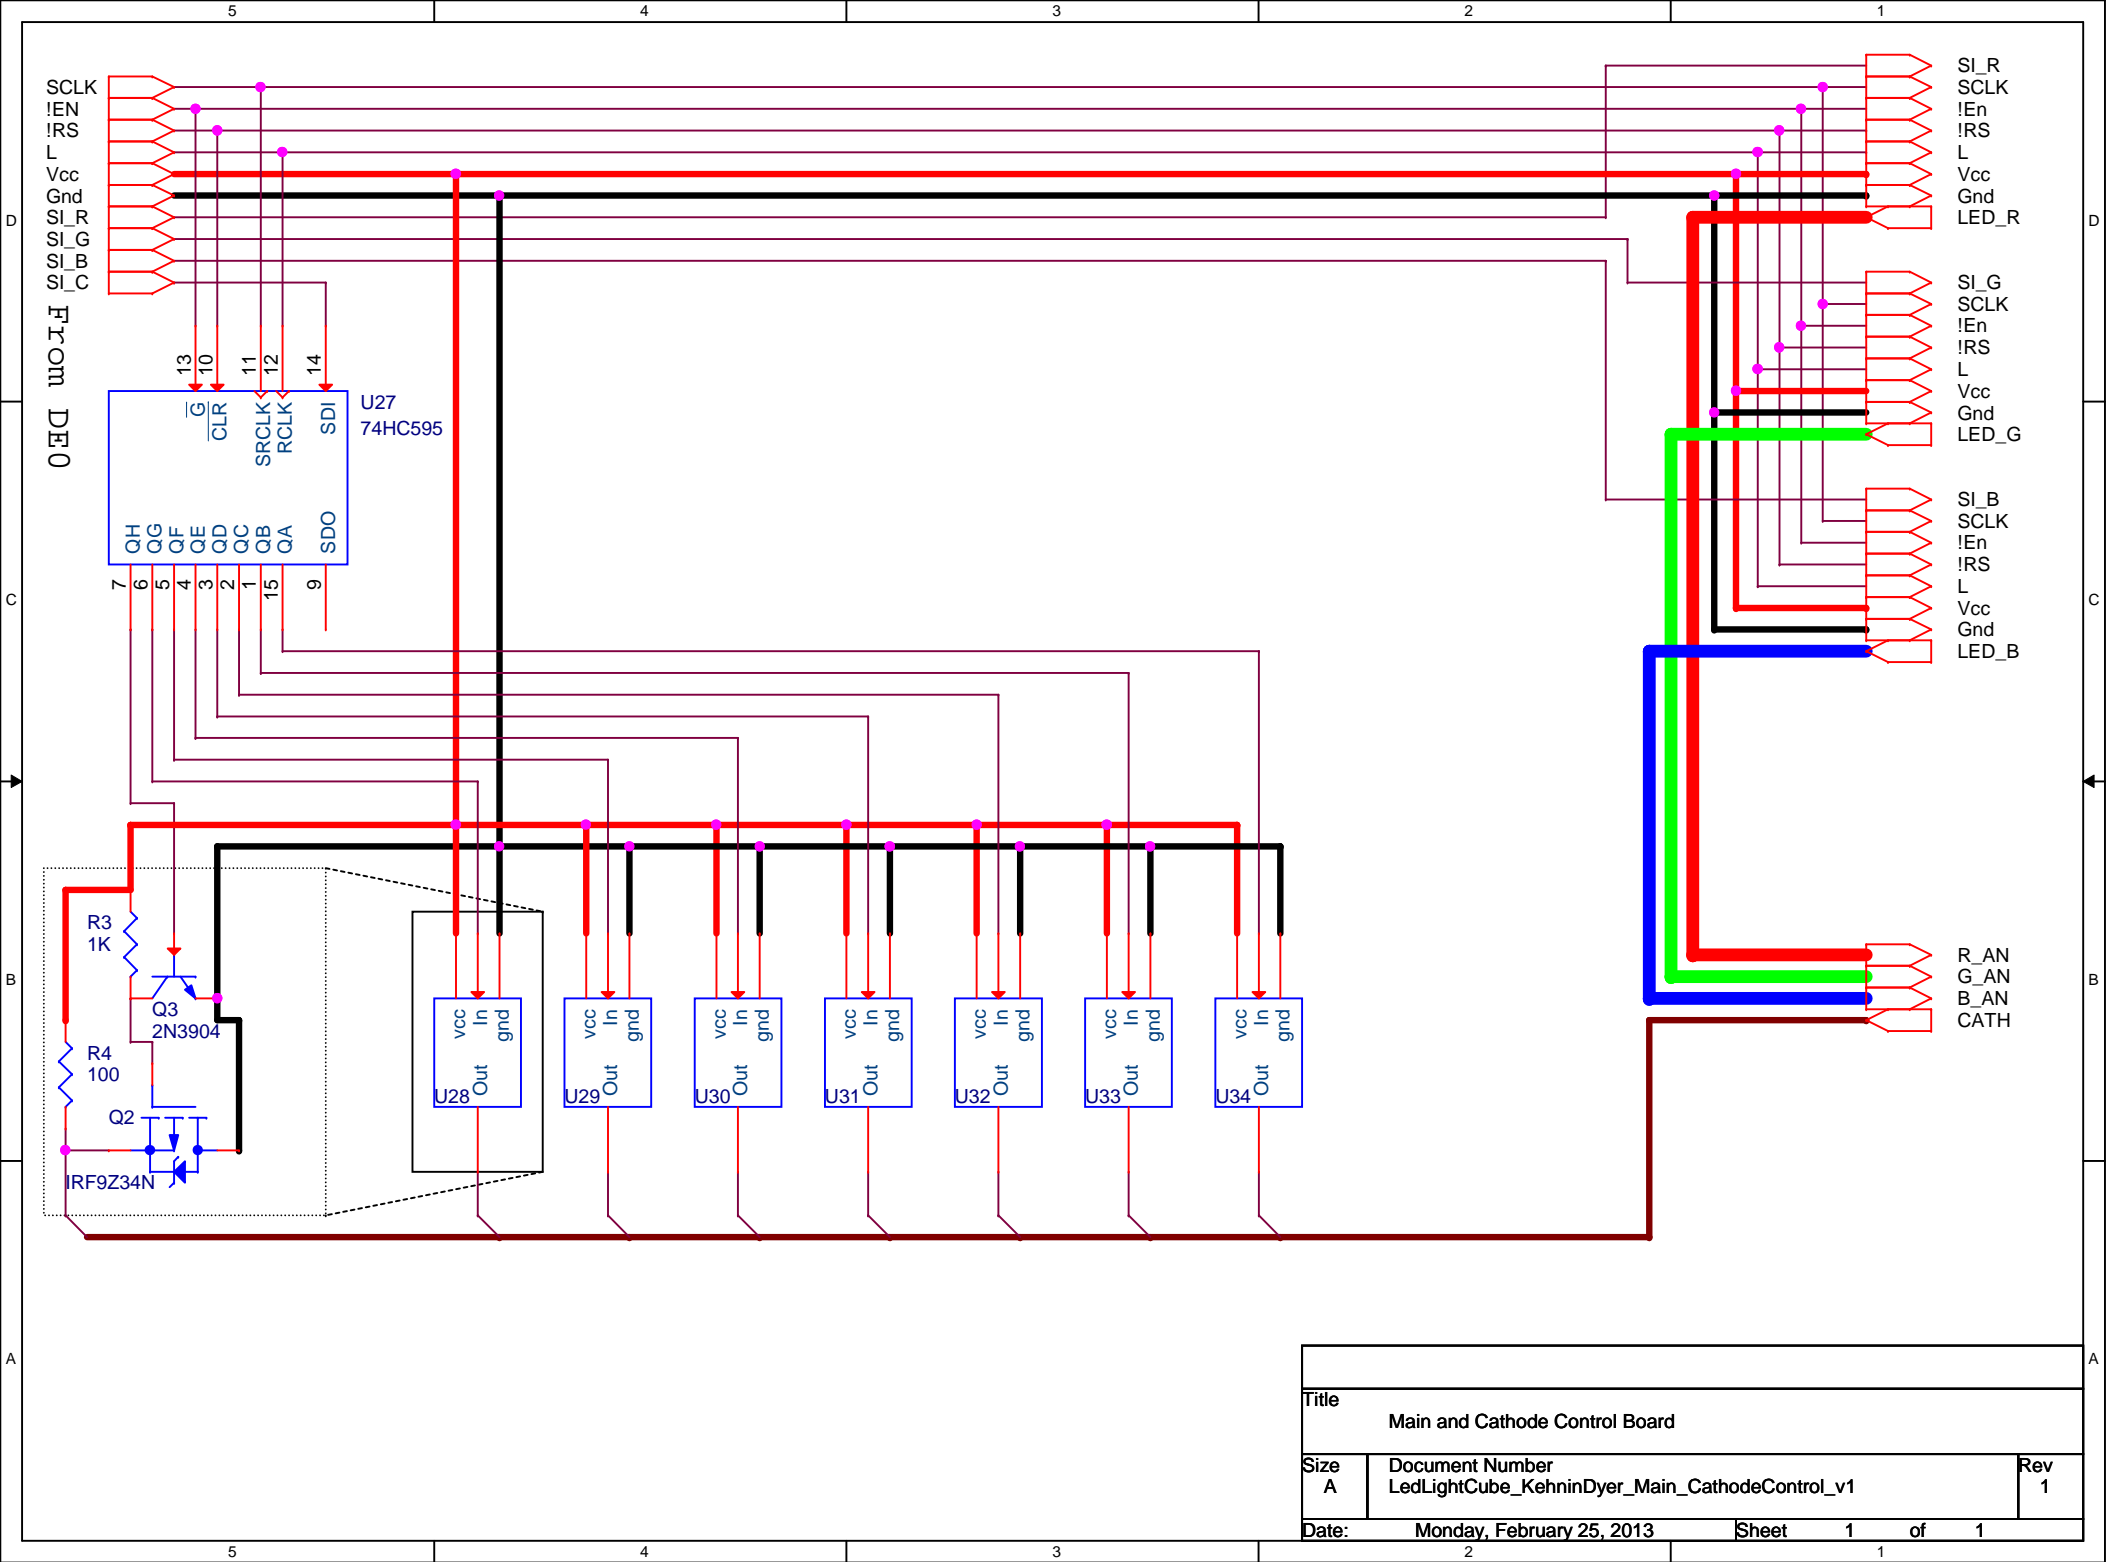 5 4 3 2 1
SCLK
!EN
!RS
L
Vcc
Gnd
SI_R
SI_G
SI_B
SI_C
From DE0
SI_R
SCLK
!En
!RS
L
Vcc
Gnd
LED_R
SI_G
SCLK
!En
!RS
L
Vcc
Gnd
LED_G
SI_B
SCLK
!En
!RS
L
Vcc
Gnd
LED_B
R_AN
G_AN
B_AN
CATH
D D
C C
B B
A A
13 10 11 12 14
G CLR SRCLK RCLK SDI
U27
74HC595
QH QG QF QE QD QC QB QA SDO
7 6 5 4 3 2 1 15 9
R3
1K
Q3
2N3904
R4
100
Q2
IRF9Z34N
vcc In gnd
Out
U28
vcc In gnd
Out
U29
vcc In gnd
Out
U30
vcc In gnd
Out
U31
vcc In gnd
Out
U32
vcc In gnd
Out
U33
vcc In gnd
Out
U34
Title
Main and Cathode Control Board
Size Document Number Rev
A LedLightCube_KehninDyer_Main_CathodeControl_v1 1
Date: Monday, February 25, 2013 Sheet 1 of 1
5 4 3 2 1